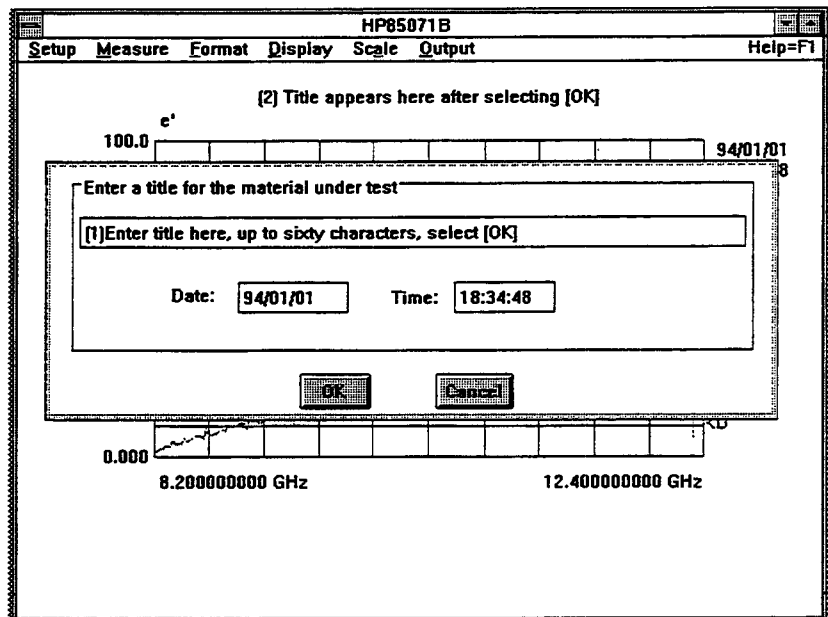 HP85071B
Setup Measure Format Display Scale Output Help=F1
(2) Title appears here after selecting [OK]
e'
100.0
94/01/01
8
Enter a title for the material under test
(1)Enter title here, up to sixty characters, select [OK]
Date: 94/01/01 Time: 18:34:48
OK Cancel
0.000
8.200000000 GHz 12.400000000 GHz